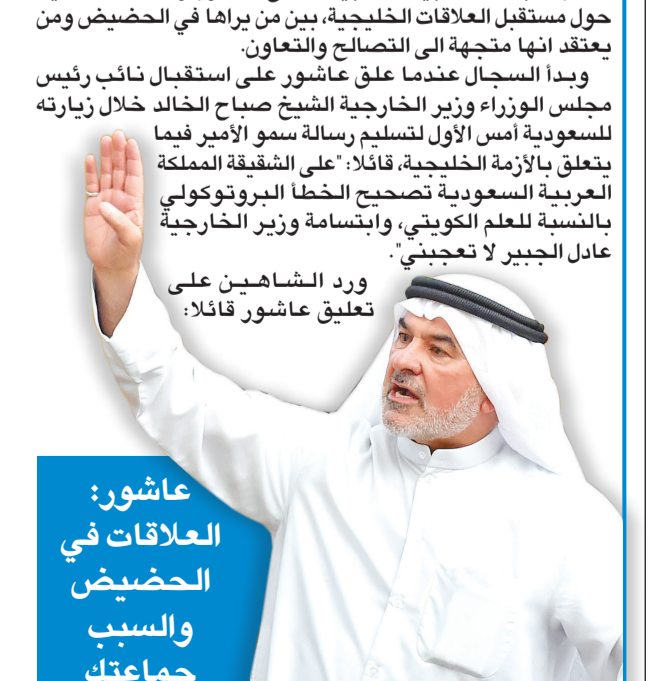 حول مستقبل العلاقات الخليجية، بين من يراها في الحضيض ومن
يعتقد انها متجهة الى التصالح والتعاون.
وبدأ السجال عندما علق عاشور على استقبال نائب رئيس
مجلس الوزراء وزير الخارجية الشيخ صباح الخالد خلال زيارته
للسعودية أمس الأول لتسليم رسالة سمو الأمير فيما
يتعلق بالأزمة الخليجية، قائلا: "على الشقيقة المملكة
العربية السعودية تصحيح الخطأ البروتوكولي
بالنسبة للعلم الكويتي، وابتسامة وزير الخارجية
عادل الجبير لا تعجبني".
ورد الشاهين على
تعليق عاشور قائلا:
عاشور:
العلاقات في
الحضيض
والسبب
جماعتك